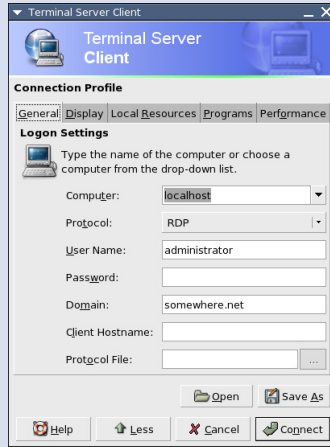 Terminal Server Client
Terminal Server
Client
Connection Profile
General Display Local Resources Programs Performance
Logon Settings
Type the name of the computer or choose a
computer from the drop-down list.
Computer: localhost
Protocol: RDP
User Name: administrator
Password:
Domain: somewhere.net
Client Hostname:
Protocol File: ...
Open Save As
Help Less Cancel Connect